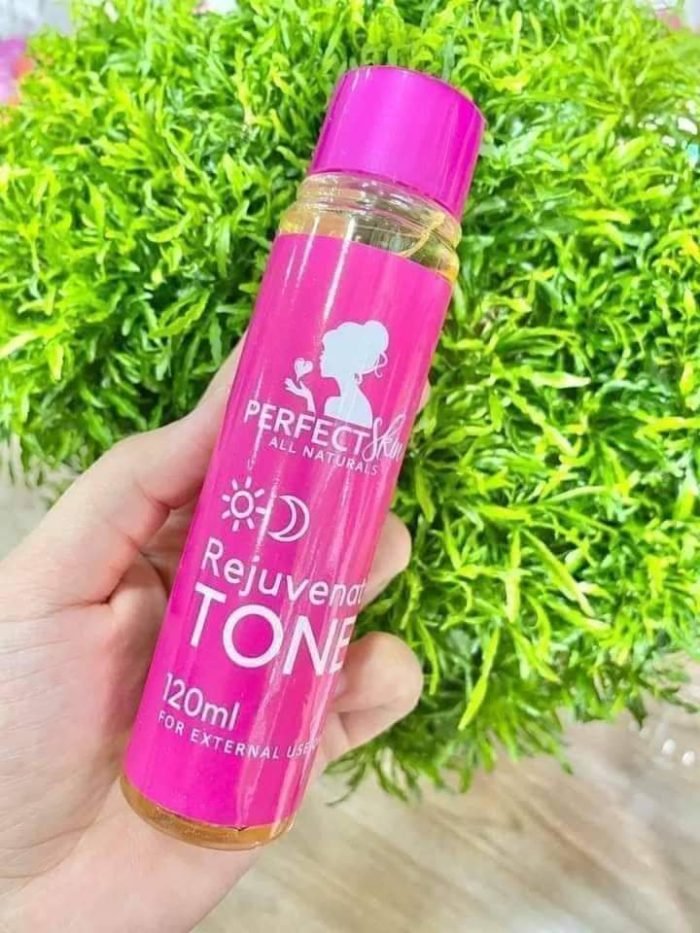 PERFECT Skin
ALL NATURALS
Rejuvenat
TONE
120ml
FOR EXTERNAL USE